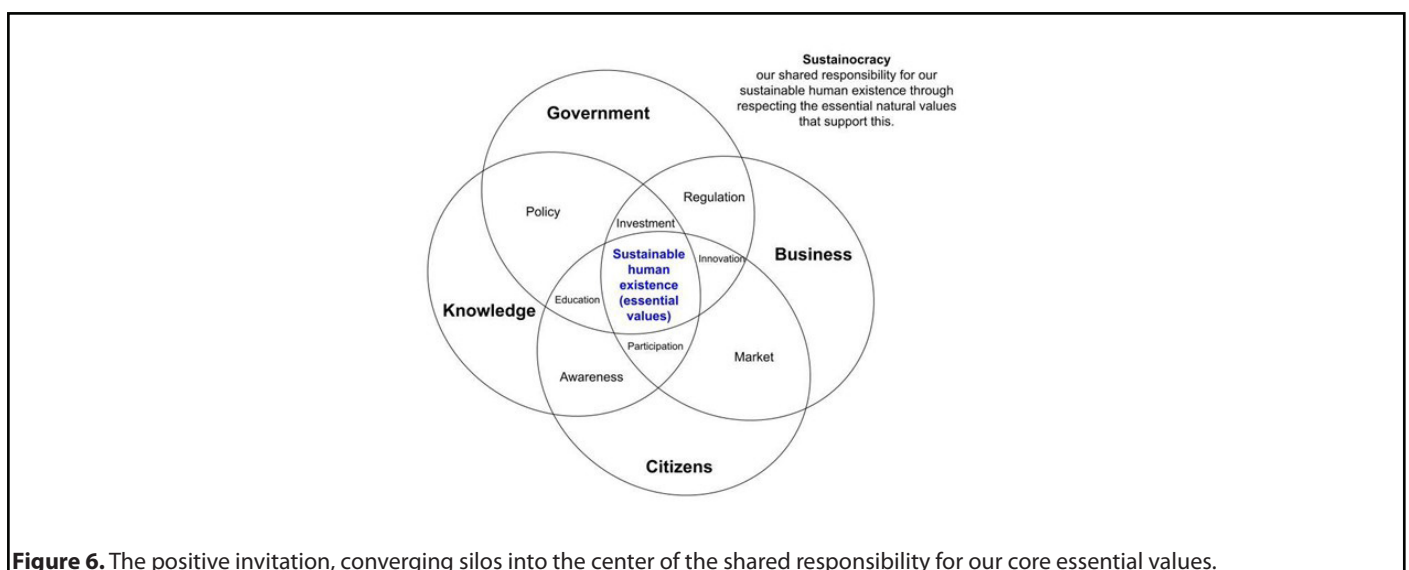 Sustainocracy
our shared responsibility for our
sustainable human existence through
respecting the essential natural values
that support this.
Government
Policy
Regulation
Investment
Innovation
Business
Sustainable
human
existence
(essential
values)
Education
Knowledge
Participation
Market
Awareness
Citizens
Figure 6. The positive invitation, converging silos into the center of the shared responsibility for our core essential values.